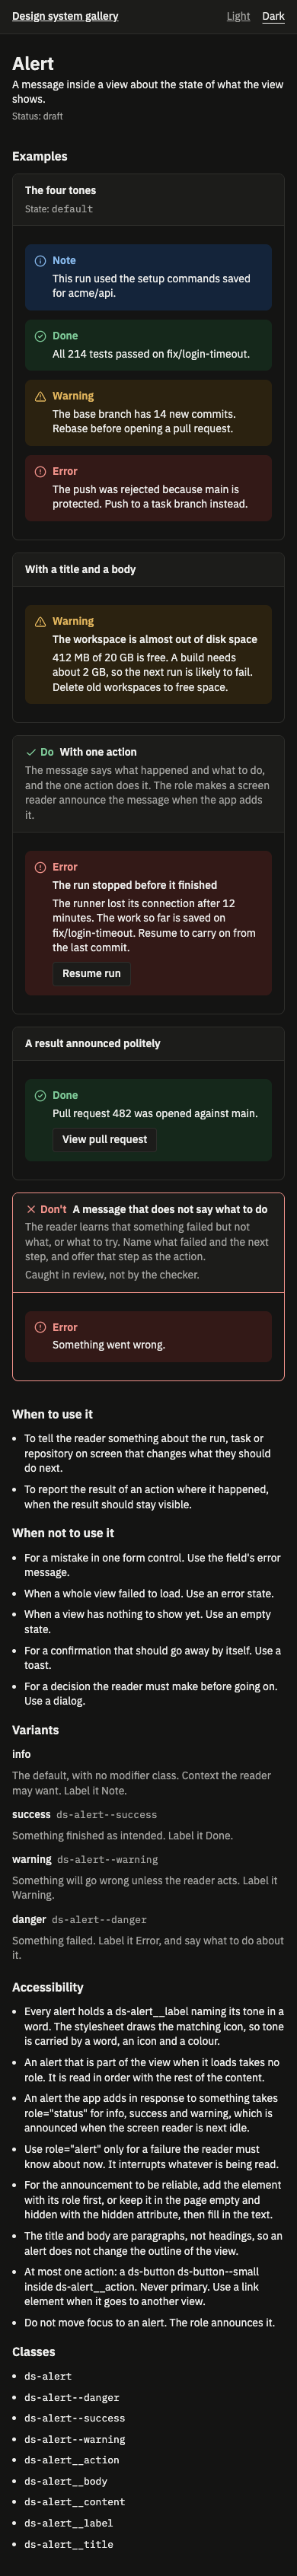 Design system gallery
Light
Dark
Alert
A message inside a view about the state of what the view
shows.
Status: draft
Examples
The four tones
State: default
Note
This run used the setup commands saved
for acme/api.
Done
All 214 tests passed on fix/login-timeout.
Warning
The base branch has 14 new commits.
Rebase before opening a pull request.
Error
The push was rejected because main is
protected. Push to a task branch instead.
With a title and a body
Warning
The workspace is almost out of disk space
412 MB of 20 GB is free. A build needs
about 2 GB, so the next run is likely to fail.
Delete old workspaces to free space.
Do With one action
The message says what happened and what to do,
and the one action does it. The role makes a screen
reader announce the message when the app adds
it.
Error
The run stopped before it finished
The runner lost its connection after 12
minutes. The work so far is saved on
fix/login-timeout. Resume to carry on from
the last commit.
Resume run
A result announced politely
Done
Pull request 482 was opened against main.
View pull request
Don't A message that does not say what to do
The reader learns that something failed but not
what, or what to try. Name what failed and the next
step, and offer that step as the action.
Caught in review, not by the checker.
Error
Something went wrong.
When to use it
To tell the reader something about the run, task or
repository on screen that changes what they should
do next.
To report the result of an action where it happened,
when the result should stay visible.
When not to use it
For a mistake in one form control. Use the field's error
message.
When a whole view failed to load. Use an error state.
When a view has nothing to show yet. Use an empty
state.
For a confirmation that should go away by itself. Use a
toast.
For a decision the reader must make before going on.
Use a dialog.
Variants
info
The default, with no modifier class. Context the reader
may want. Label it Note.
success ds-alert--success
Something finished as intended. Label it Done.
warning ds-alert--warning
Something will go wrong unless the reader acts. Label it
Warning.
danger ds-alert--danger
Something failed. Label it Error, and say what to do about
it.
Accessibility
Every alert holds a ds-alert__label naming its tone in a
word. The stylesheet draws the matching icon, so tone
is carried by a word, an icon and a colour.
An alert that is part of the view when it loads takes no
role. It is read in order with the rest of the content.
An alert the app adds in response to something takes
role="status" for info, success and warning, which is
announced when the screen reader is next idle.
Use role="alert" only for a failure the reader must
know about now. It interrupts whatever is being read.
For the announcement to be reliable, add the element
with its role first, or keep it in the page empty and
hidden with the hidden attribute, then fill in the text.
The title and body are paragraphs, not headings, so an
alert does not change the outline of the view.
At most one action: a ds-button ds-button--small
inside ds-alert__action. Never primary. Use a link
element when it goes to another view.
Do not move focus to an alert. The role announces it.
Classes
ds-alert
ds-alert--danger
ds-alert--success
ds-alert--warning
ds-alert__action
ds-alert__body
ds-alert__content
ds-alert__label
ds-alert__title